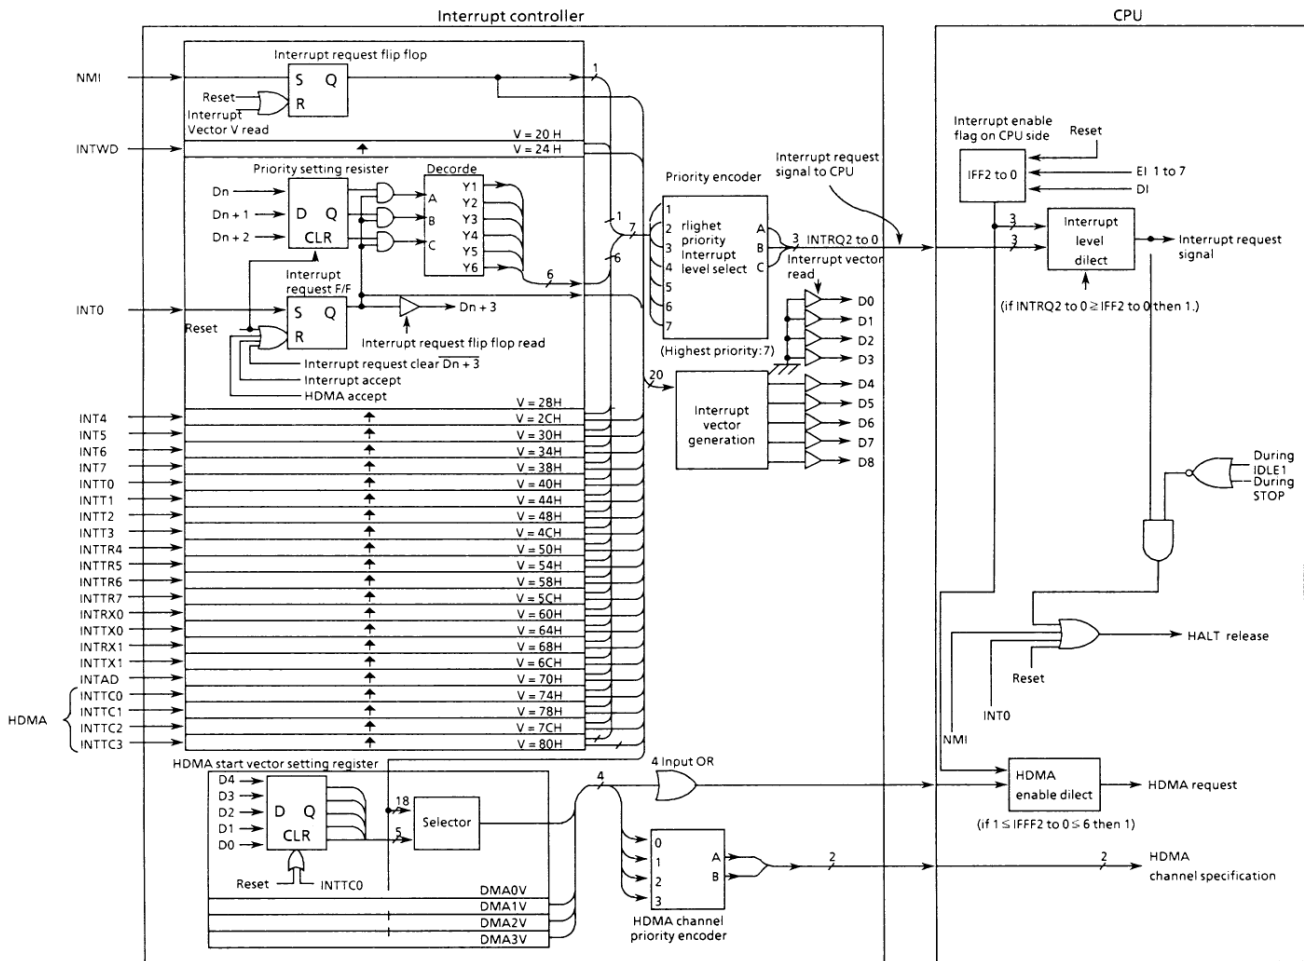 Interrupt controller
CPU
Interrupt request flip flop
NMI
S Q
R
Reset
Interrupt
Vector V read
1
V = 20 H
INTWD
V = 24 H
Priority setting register
Decorde
Dn
Dn + 1
Dn + 2
D Q
CLR
A
B
C
Y1
Y2
Y3
Y4
Y5
Y6
1
7
6
6
Interrupt
request F/F
INT0
S Q
R
Reset
Dn + 3
Interrupt request flip flop read
Interrupt request clear Dn + 3
Interrupt accept
HDMA accept
V = 28H
INT4
V = 2CH
INT5
V = 30H
INT6
V = 34H
INT7
V = 38H
INTT0
V = 40H
INTT1
V = 44H
INTT2
V = 48H
INTT3
V = 4CH
INTTR4
V = 50H
INTTR5
V = 54H
INTTR6
V = 58H
INTTR7
V = 5CH
INTRX0
V = 60H
INTTX0
V = 64H
INTRX1
V = 68H
INTTX1
V = 6CH
INTAD
V = 70H
HDMA
INTTC0
V = 74H
INTTC1
V = 78H
INTTC2
V = 7CH
INTTC3
V = 80H
Priority encoder
1
2
3
4
5
6
7
rlighet
priority
Interrupt
level select
A
B
C
(Highest priority:7)
Interrupt request
signal to CPU
3 INTRQ2 to 0
Interrupt vector
read
D0
D1
D2
D3
D4
D5
D6
D7
D8
20
Interrupt
vector
generation
Interrupt enable
flag on CPU side
Reset
IFF2 to 0
EI 1 to 7
DI
3
3
Interrupt
level
dilect
Interrupt request
signal
(if INTRQ2 to 0 ≥ IFF2 to 0 then 1.)
During
IDLE1
During
STOP
HALT release
Reset
INT0
NMI
HDMA start vector setting register
D4
D3
D2
D1
D0
D Q
CLR
Reset
INTTC0
18
5
Selector
DMA0V
DMA1V
DMA2V
DMA3V
4
4 Input OR
0
1
2
3
A
B
HDMA channel
priority encoder
2
HDMA
enable dilect
HDMA request
(if 1 ≤ IFFF2 to 0 ≤ 6 then 1)
2
HDMA
channel specification